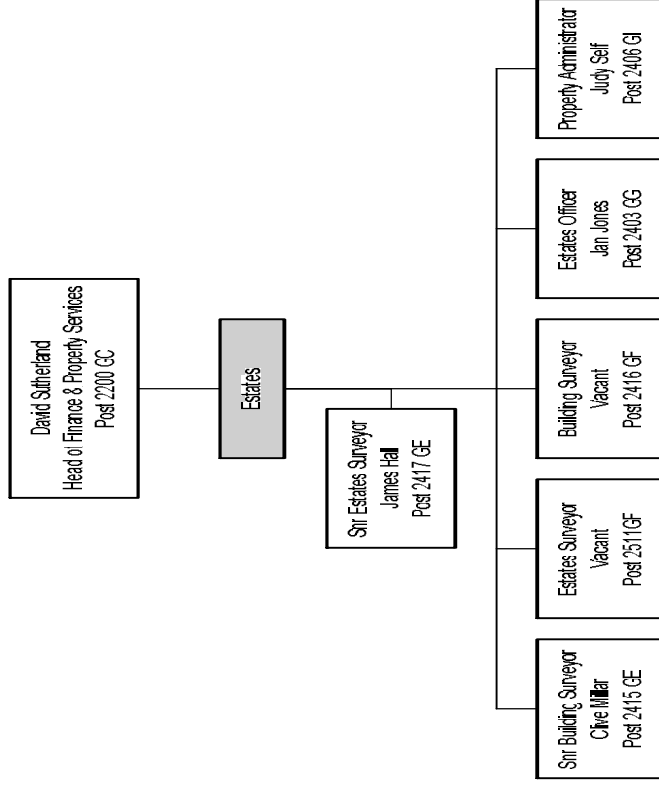 David Sutherland
Head of Finance & Property Services
Post 2200 GC
Estates
Snr Estates Surveyor
James Hall
Post 2417 GE
Snr Building Surveyor
Clive Millar
Post 2415 GE
Estates Surveyor
Vacant
Post 2511GF
Building Surveyor
Vacant
Post 2416 GF
Estates Officer
Jan Jones
Post 2403 GG
Property Administrator
Judy Self
Post 2406 GI